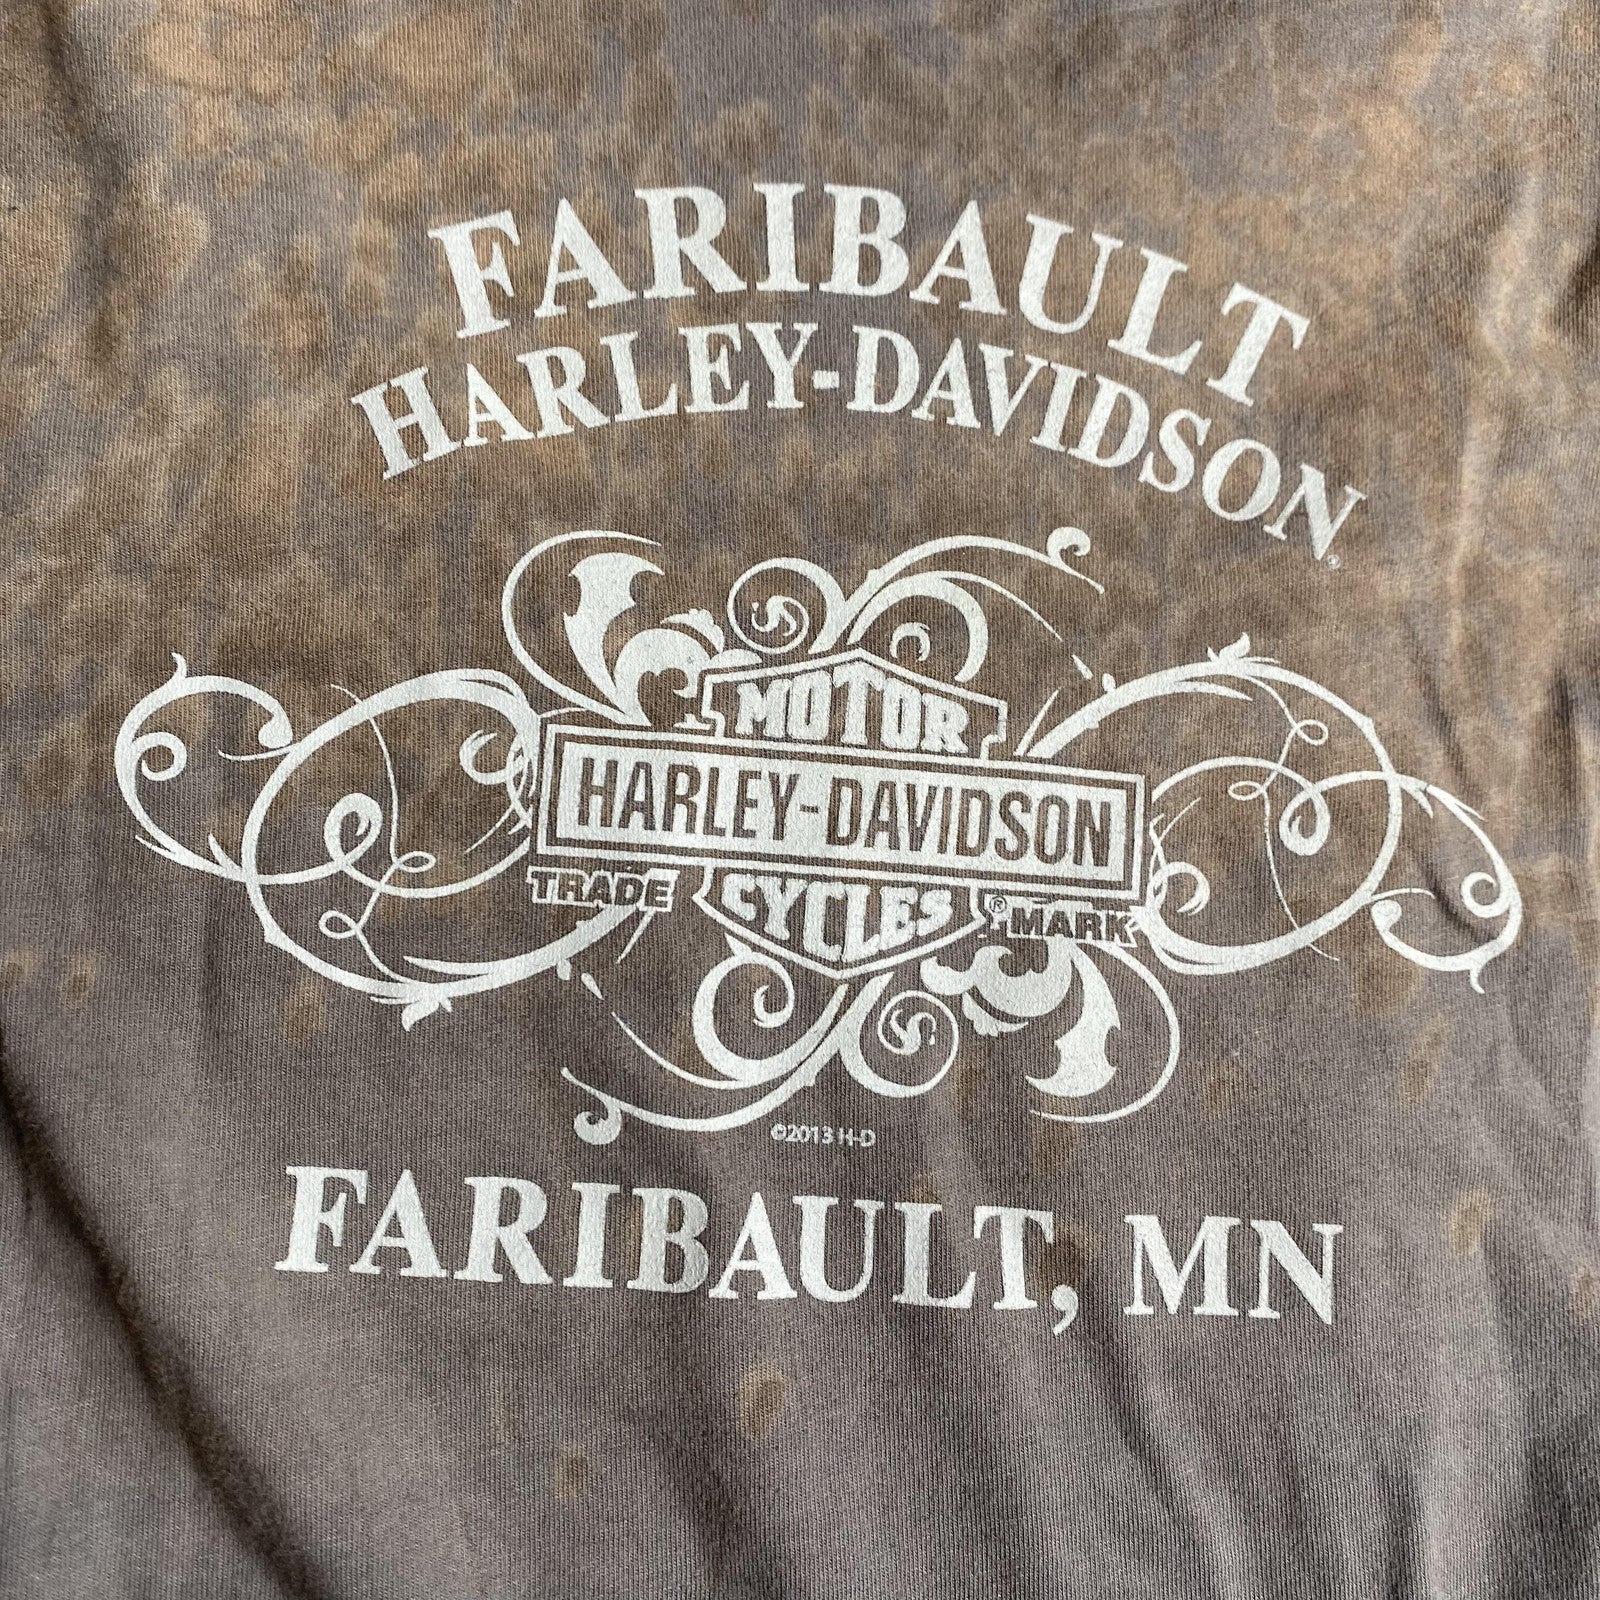 FARIBAULT
HARLEY-DAVIDSON®
MOTOR
HARLEY-DAVIDSON
TRADE CYCLES ® MARK
©2013 H-D
FARIBAULT, MN